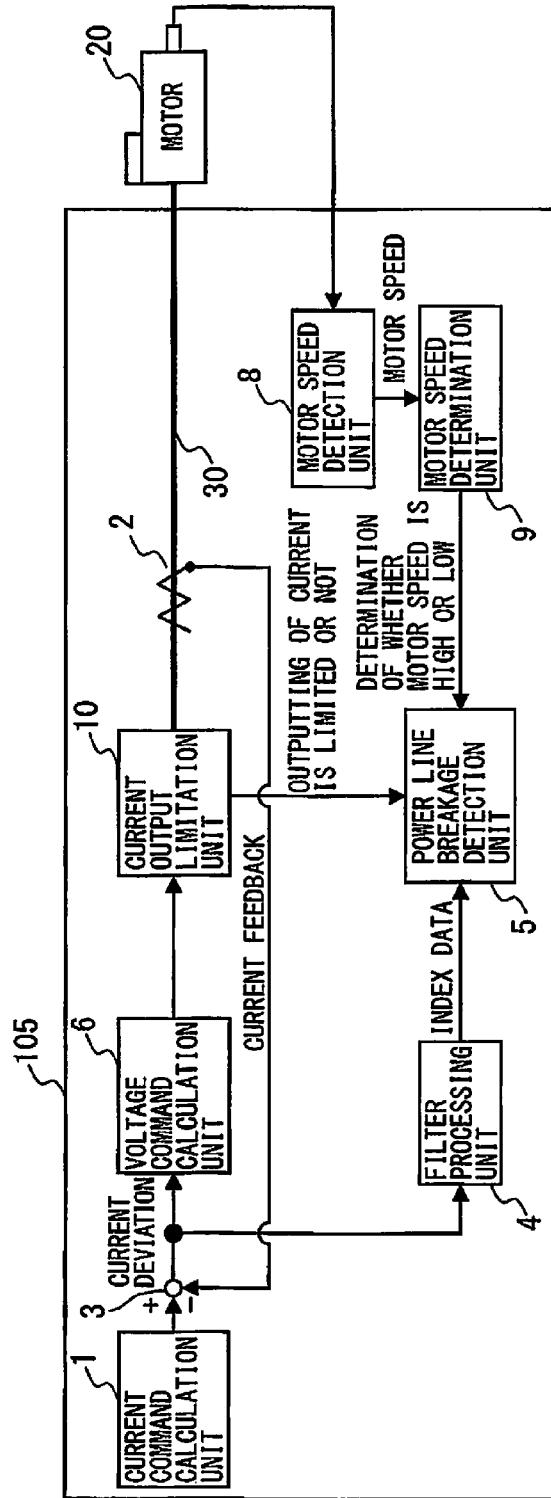 105
1
CURRENT
COMMAND
CALCULATION
UNIT
3
+
-
CURRENT
DEVIATION
6
VOLTAGE
COMMAND
CALCULATION
UNIT
10
CURRENT
OUTPUT
LIMITATION
UNIT
2
30
20
MOTOR
CURRENT FEEDBACK
OUTPUTTING OF CURRENT
IS LIMITED OR NOT
8
MOTOR SPEED
DETECTION
UNIT
MOTOR SPEED
MOTOR SPEED
DETERMINATION
UNIT
9
DETERMINATION
OF WHETHER
MOTOR SPEED IS
HIGH OR LOW
FILTER
PROCESSING
UNIT
4
INDEX DATA
POWER LINE
BREAKAGE
DETECTION
UNIT
5